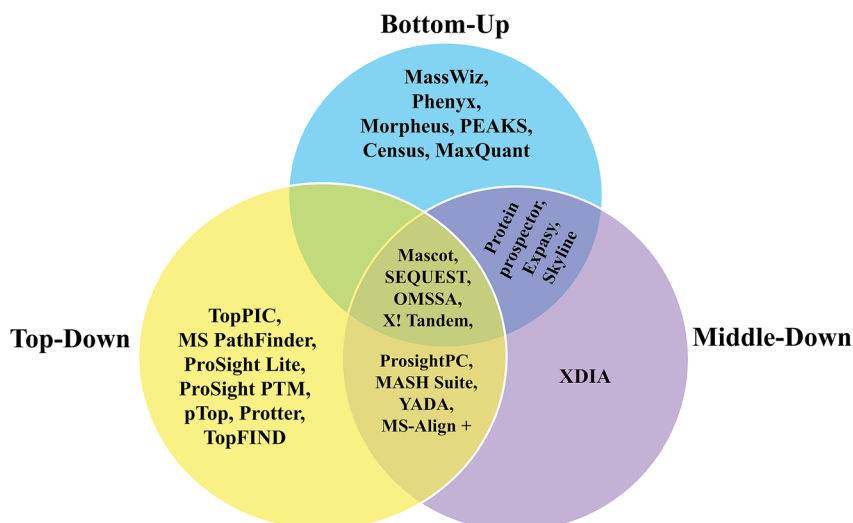 Bottom-Up
MassWiz,
Phenyx,
Morpheus, PEAKS,
Census, MaxQuant
Protein
prospector,
Expasy,
Skyline
Mascot,
SEQUEST,
OMSSA,
X! Tandem,
Top-Down
TopPIC,
MS PathFinder,
ProSight Lite,
ProSight PTM,
pTop, Protter,
TopFIND
ProsightPC,
MASH Suite,
YADA,
MS-Align +
Middle-Down
XDIA